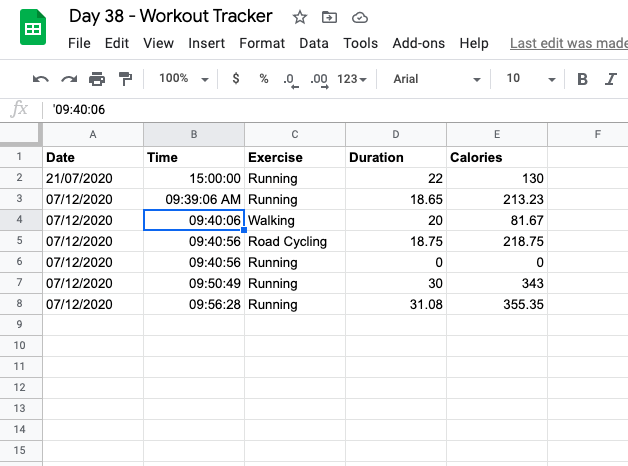 Day 38 - Workout Tracker
File Edit View Insert Format Data Tools Add-ons Help Last edit was made
100% $ % .0 .00 123 Arial 10 B I
fx '09:40:06
A B C D E F
1 Date Time Exercise Duration Calories
2 21/07/2020 15:00:00 Running 22 130
3 07/12/2020 09:39:06 AM Running 18.65 213.23
4 07/12/2020 09:40:06 Walking 20 81.67
5 07/12/2020 09:40:56 Road Cycling 18.75 218.75
6 07/12/2020 09:40:56 Running 0 0
7 07/12/2020 09:50:49 Running 30 343
8 07/12/2020 09:56:28 Running 31.08 355.35
9
10
11
12
13
14
15